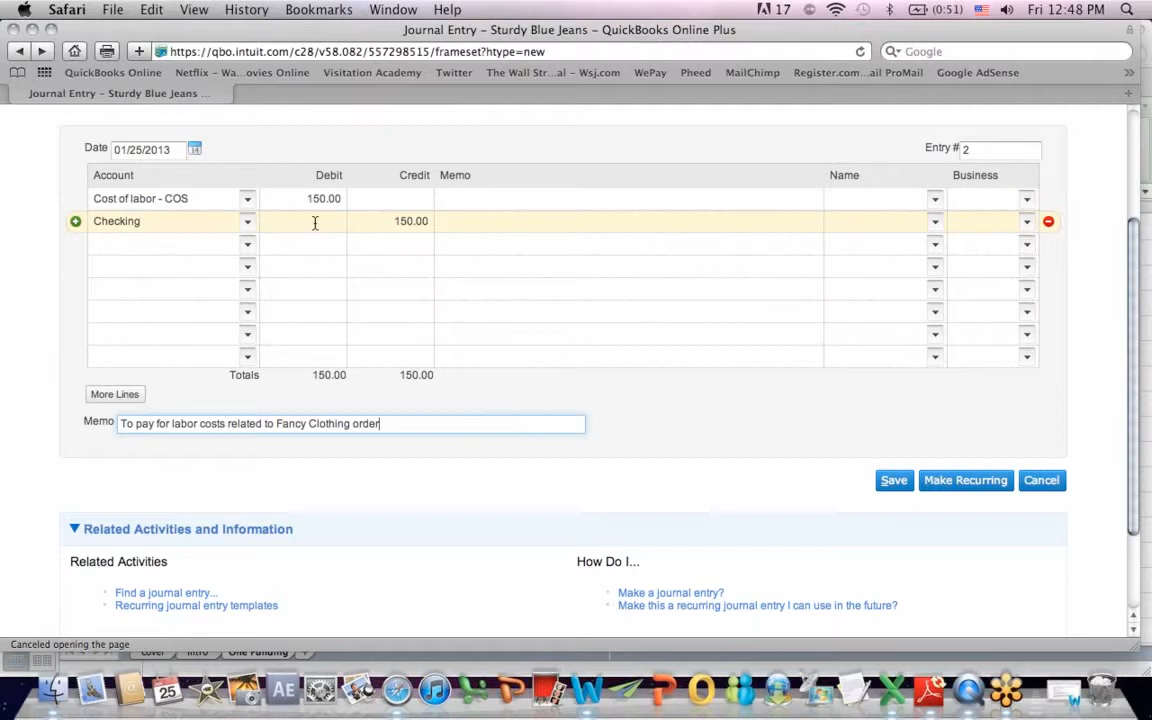 Safari File Edit View History Bookmarks Window Help 17 (0:51) Fri 12:48 PM
Journal Entry - Sturdy Blue Jeans - QuickBooks Online Plus
https://qbo.intuit.com/c28/v58.082/557298515/frameset?htype=new Google
QuickBooks Online Netflix - Wa...ovies Online Visitation Academy Twitter The Wall Str...al - Wsj.com WePay Pheed MailChimp Register.com...ail ProMail Google AdSense
Journal Entry - Sturdy Blue Jeans ...
Date 01/25/2013 14 Entry # 2
Account Debit Credit Memo Name Business
Cost of labor - COS 150.00
Checking 150.00
Totals 150.00 150.00
More Lines
Memo To pay for labor costs related to Fancy Clothing order
Save Make Recurring Cancel
Related Activities and Information
Related Activities How Do I...
Find a journal entry... Make a journal entry?
Recurring journal entry templates Make this a recurring journal entry I can use in the future?
Canceled opening the page
cover Intro One Funding
25 AE